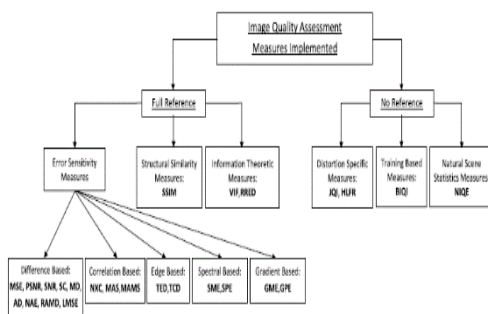 Image Quality Assessment
Measures Implemented
Full Reference
No Reference
Error Sensitivity
Measures
Structural Similarity
Measures:
SSIM
Information Theoretic
Measures:
VIF,RRED
Distortion Specific
Measures:
JQI, HLFR
Training Based
Measures:
BIQI
Natural Scene
Statistics Measures:
NIQE
Difference Based:
MSE, PSNR, SNR, SC, MD,
AD, NAE, RAMD, LMSE
Correlation Based:
NXC, MAS,MAMS
Edge Based:
TED,TCD
Spectral Based:
SME,SPE
Gradient Based:
GME,GPE